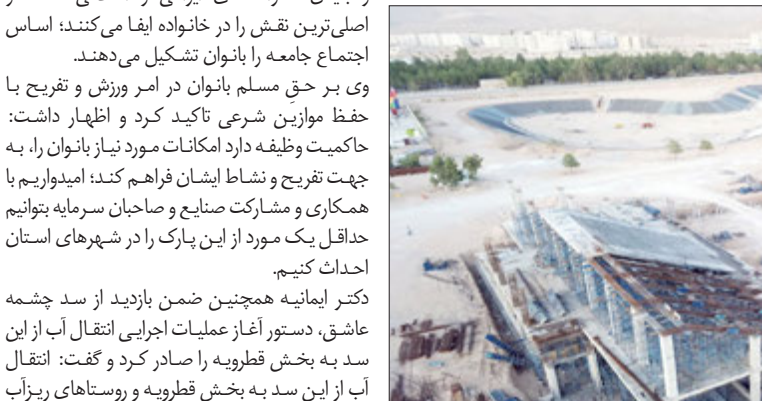 اصلی‌ترین نقش را در خانواده ایفا می‌کنند؛ اساس
اجتماع جامعه را بانوان تشکیل می‌دهند.
وی بر حقِ مسلم بانوان در امر ورزش و تفریح با
حفظ موازین شرعی تاکید کرد و اظهار داشت:
حاکمیت وظیفه دارد امکانات مورد نیاز بانوان را، به
جهت تفریح و نشاط ایشان فراهم کند؛ امیدواریم با
همکاری و مشارکت صنایع و صاحبان سرمایه بتوانیم
حداقل یک مورد از این پارک را در شهرهای استان
احداث کنیم.
دکتر ایمانیه همچنین ضمن بازدید از سد چشمه
عاشق، دستور آغاز عملیات اجرایی انتقال آب از این
سد به بخش قطرویه را صادر کرد و گفت: انتقال
آب از این سد به بخش قطرویه و روستاهای ریزآب